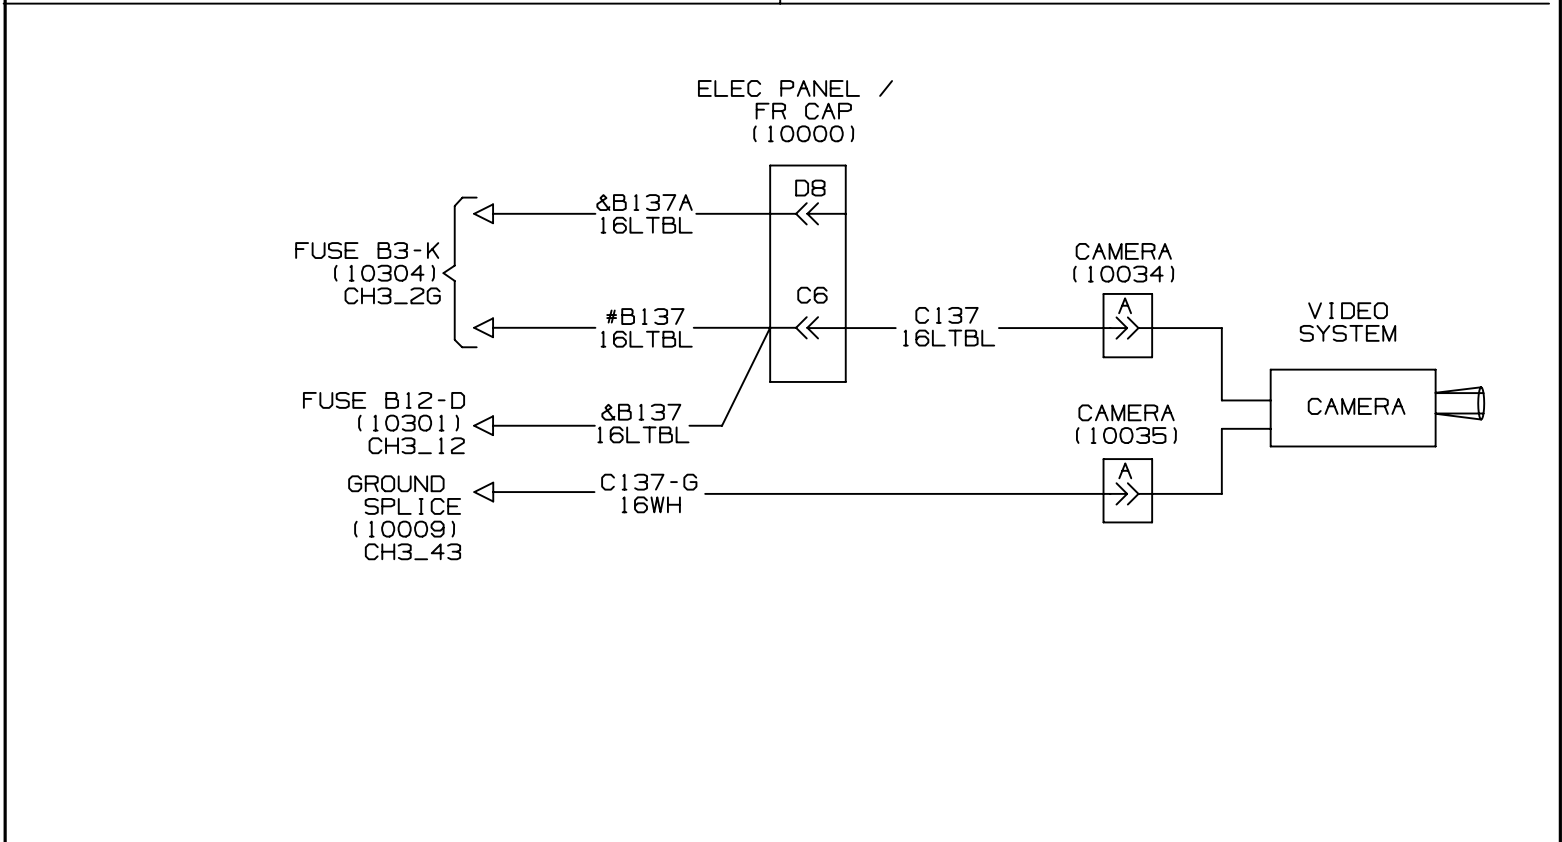 ELEC PANEL /
FR CAP
(10000)
D8
&B137A
16LTBL
FUSE B3-K
(10304)
CH3_2G
C6
#B137
16LTBL
C137
16LTBL
CAMERA
(10034)
A
VIDEO
SYSTEM
CAMERA
FUSE B12-D
(10301)
CH3_12
&B137
16LTBL
CAMERA
(10035)
A
GROUND
SPLICE
(10009)
CH3_43
C137-G
16WH